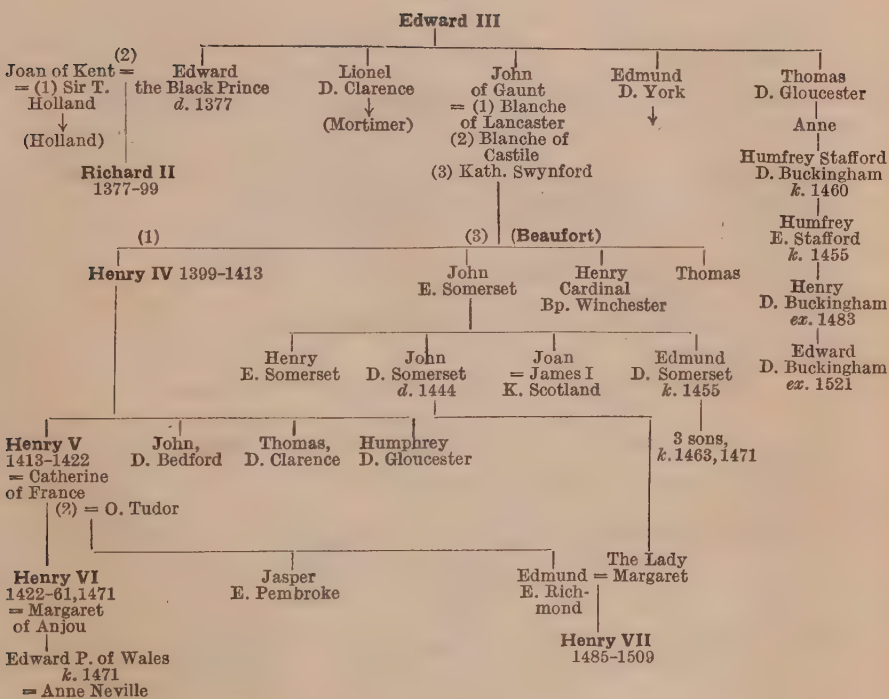 Edward III
(2)
Joan of Kent =
= (1) Sir T.
Holland
(Holland)
Edward
the Black Prince
d. 1377
Lionel
D. Clarence
(Mortimer)
John
of Gaunt
= (1) Blanche
of Lancaster
(2) Blanche of
Castile
(3) Kath. Swynford
Edmund
D. York
Thomas
D. Gloucester
Anne
Humfrey Stafford
D. Buckingham
k. 1460
Humfrey
E. Stafford
k. 1455
Henry
D. Buckingham
ex. 1483
Edward
D. Buckingham
ex. 1521
Richard II
1377-99
(1)
(3) (Beaufort)
Henry IV 1399-1413
John
E. Somerset
Henry
Cardinal
Bp. Winchester
Thomas
Henry
E. Somerset
John
D. Somerset
d. 1444
Joan
= James I
K. Scotland
Edmund
D. Somerset
k. 1455
3 sons,
k. 1463, 1471
Henry V
1413-1422
= Catherine
of France
(2) = O. Tudor
John,
D. Bedford
Thomas,
D. Clarence
Humphrey
D. Gloucester
Henry VI
1422-61, 1471
= Margaret
of Anjou
Jasper
E. Pembroke
Edmund =
E. Rich-
mond
The Lady
Margaret
Henry VII
1485-1509
Edward P. of Wales
k. 1471
= Anne Neville